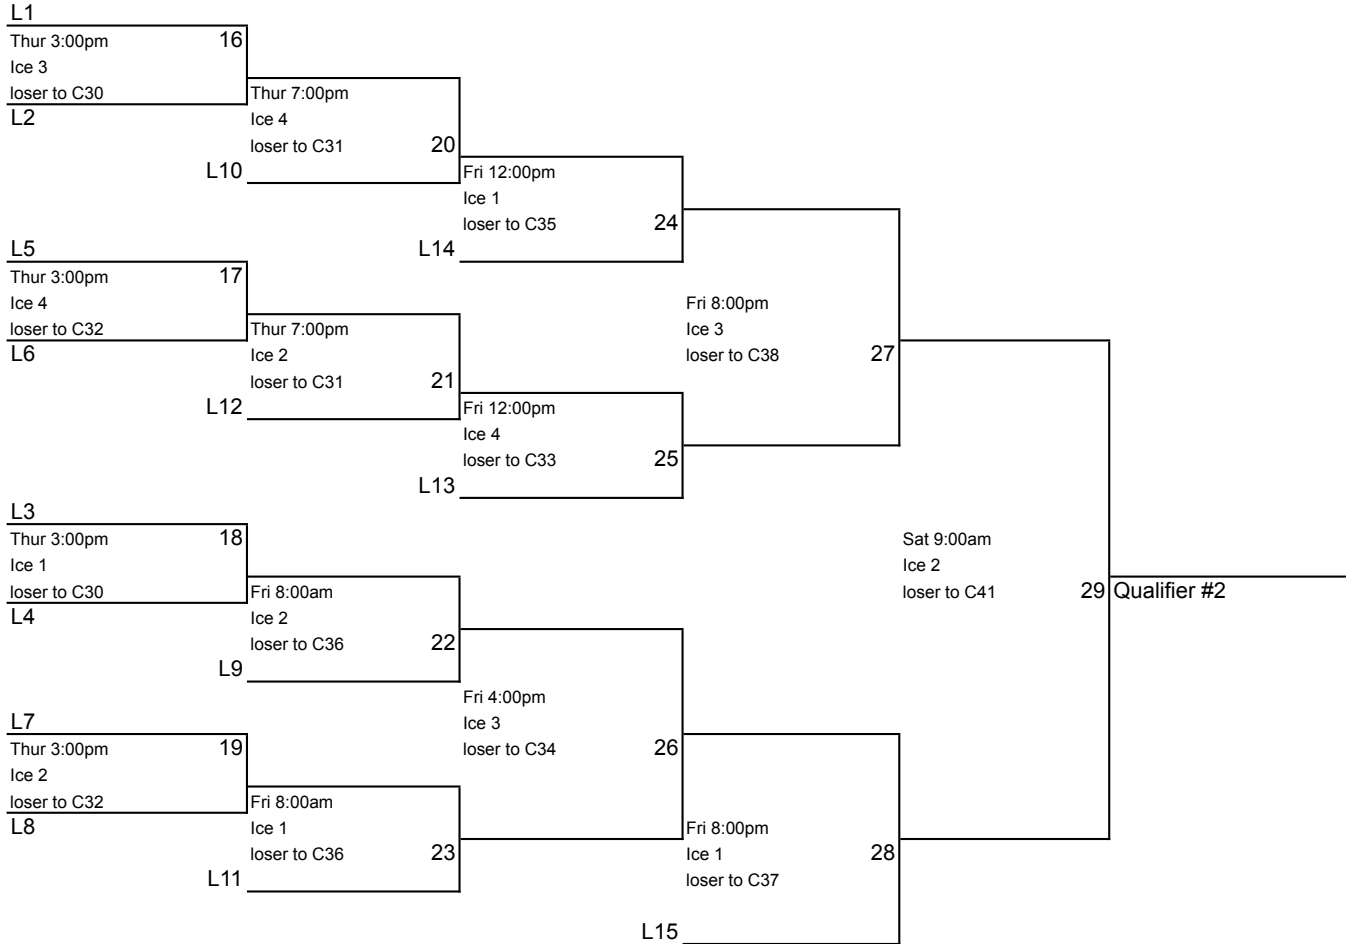 L1
Thur 3:00pm 16
Ice 3
loser to C30
L2
Thur 7:00pm
Ice 4
loser to C31 20
L10
Fri 12:00pm
Ice 1
loser to C35 24
L14
L5
Thur 3:00pm 17
Ice 4
loser to C32
L6
Thur 7:00pm
Ice 2
loser to C31 21
L12
Fri 12:00pm
Ice 4
loser to C33 25
L13
Fri 8:00pm
Ice 3
loser to C38 27
L3
Thur 3:00pm 18
Ice 1
loser to C30
L4
Fri 8:00am
Ice 2
loser to C36 22
L9
L7
Thur 3:00pm 19
Ice 2
loser to C32
L8
Fri 8:00am
Ice 1
loser to C36 23
L11
Fri 4:00pm
Ice 3
loser to C34 26
Fri 8:00pm
Ice 1
loser to C37 28
L15
Sat 9:00am
Ice 2
loser to C41 29 Qualifier #2